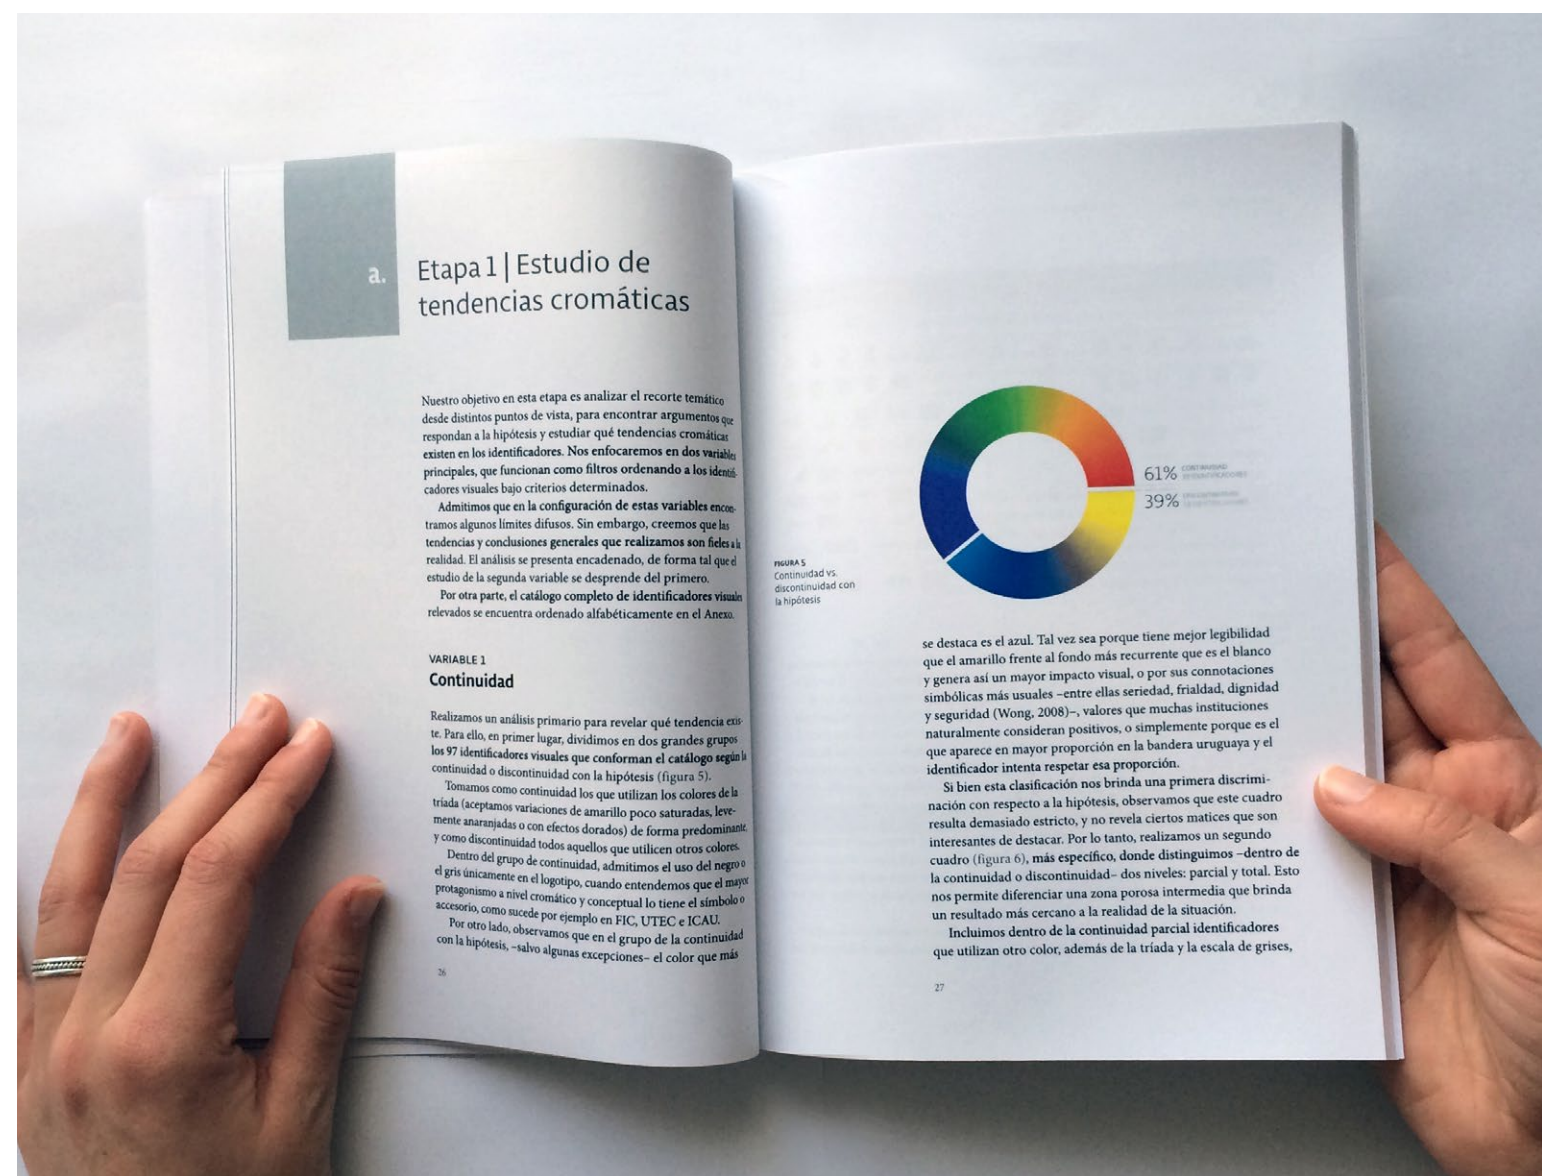 a.
Etapa 1 | Estudio de
tendencias cromáticas
Nuestro objetivo en esta etapa es analizar el recorte temático
desde distintos puntos de vista, para encontrar argumentos que
respondan a la hipótesis y estudiar qué tendencias cromáticas
existen en los identificadores. Nos enfocaremos en dos variables
principales, que funcionan como filtros ordenando a los identifi-
cadores visuales bajo criterios determinados.
Admitimos que en la configuración de estas variables encon-
tramos algunos límites difusos. Sin embargo, creemos que las
tendencias y conclusiones generales que realizamos son fieles a la
realidad. El análisis se presenta encadenado, de forma tal que el
estudio de la segunda variable se desprende del primero.
Por otra parte, el catálogo completo de identificadores visuales
relevados se encuentra ordenado alfabéticamente en el Anexo.
VARIABLE 1
Continuidad
Realizamos un análisis primario para revelar qué tendencia exis-
te. Para ello, en primer lugar, dividimos en dos grandes grupos
los 97 identificadores visuales que conforman el catálogo según la
continuidad o discontinuidad con la hipótesis (figura 5).
Tomamos como continuidad los que utilizan los colores de la
tríada (aceptamos variaciones de amarillo poco saturadas, leve-
mente anaranjadas o con efectos dorados) de forma predominante,
y como discontinuidad todos aquellos que utilicen otros colores.
Dentro del grupo de continuidad, admitimos el uso del negro o
el gris únicamente en el logotipo, cuando entendemos que el mayor
protagonismo a nivel cromático y conceptual lo tiene el símbolo o
accesorio, como sucede por ejemplo en FIC, UTEC e ICAU.
Por otro lado, observamos que en el grupo de la continuidad
con la hipótesis, –salvo algunas excepciones– el color que más
26
61% CONTINUIDAD
39%
FIGURA 5
Continuidad vs.
discontinuidad con
la hipótesis
se destaca es el azul. Tal vez sea porque tiene mejor legibilidad
que el amarillo frente al fondo más recurrente que es el blanco
y genera así un mayor impacto visual, o por sus connotaciones
simbólicas más usuales –entre ellas seriedad, frialdad, dignidad
y seguridad (Wong, 2008)–, valores que muchas instituciones
naturalmente consideran positivos, o simplemente porque es el
que aparece en mayor proporción en la bandera uruguaya y el
identificador intenta respetar esa proporción.
Si bien esta clasificación nos brinda una primera discrimi-
nación con respecto a la hipótesis, observamos que este cuadro
resulta demasiado estricto, y no revela ciertos matices que son
interesantes de destacar. Por lo tanto, realizamos un segundo
cuadro (figura 6), más específico, donde distinguimos –dentro de
la continuidad o discontinuidad– dos niveles: parcial y total. Esto
nos permite diferenciar una zona porosa intermedia que brinda
un resultado más cercano a la realidad de la situación.
Incluimos dentro de la continuidad parcial identificadores
que utilizan otro color, además de la tríada y la escala de grises,
27